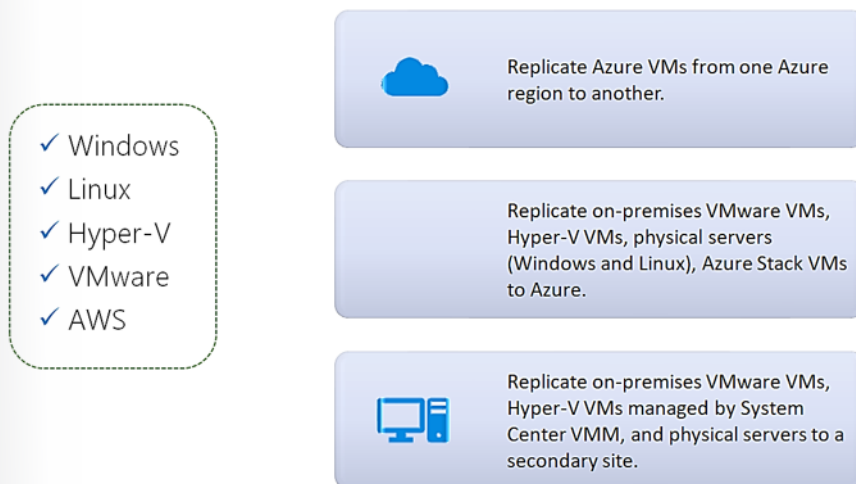 Windows
Linux
Hyper-V
VMware
AWS
Replicate Azure VMs from one Azure
region to another.
Replicate on-premises VMware VMs,
Hyper-V VMs, physical servers
(Windows and Linux), Azure Stack VMs
to Azure.
Replicate on-premises VMware VMs,
Hyper-V VMs managed by System
Center VMM, and physical servers to a
secondary site.